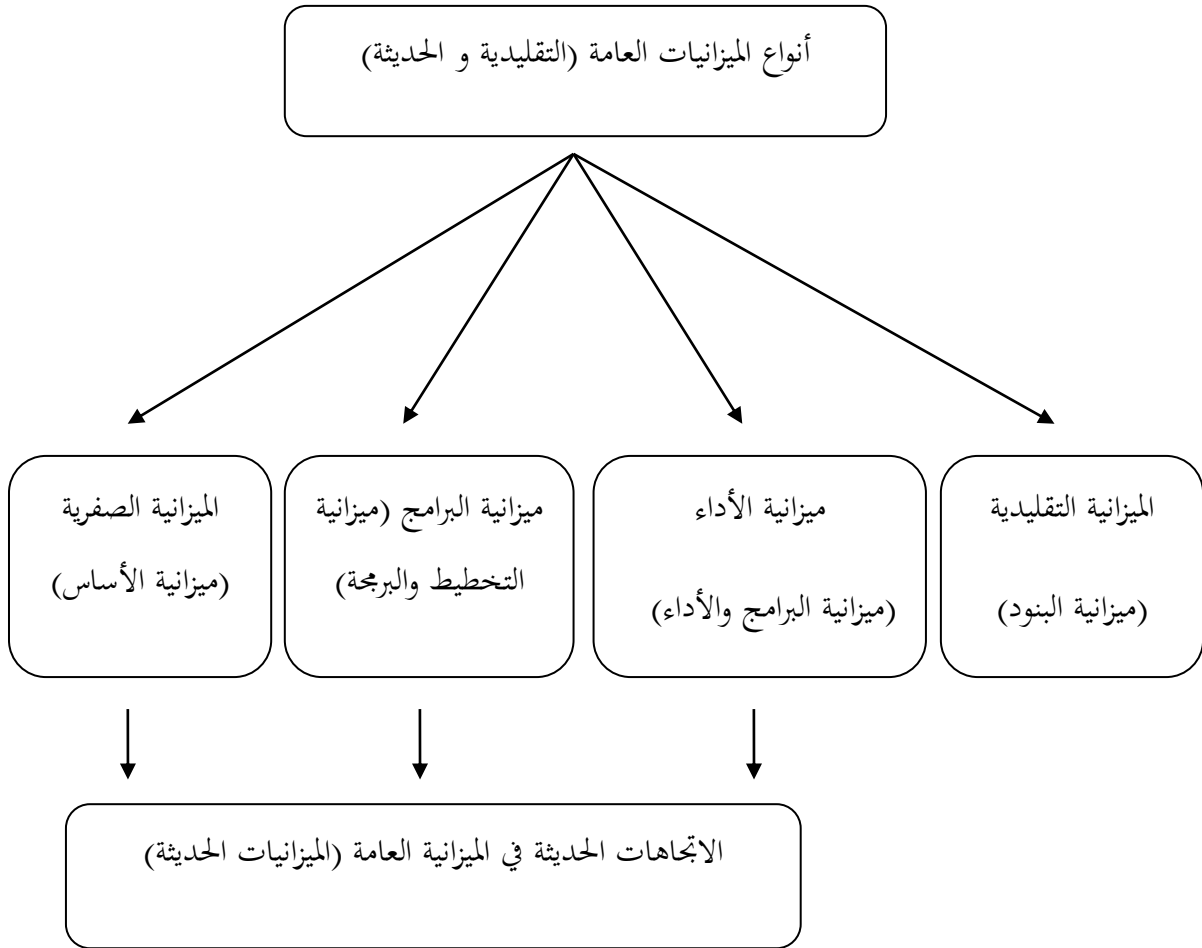 أنواع الميزانيات العامة (التقليدية و الحديثة)
الميزانية التقليدية
(ميزانية البنود)
ميزانية الأداء
(ميزانية البرامج والأداء)
ميزانية البرامج (ميزانية
التخطيط والبرمجة)
الميزانية الصفرية
(ميزانية الأساس)
الاتجاهات الحديثة في الميزانية العامة (الميزانيات الحديثة)